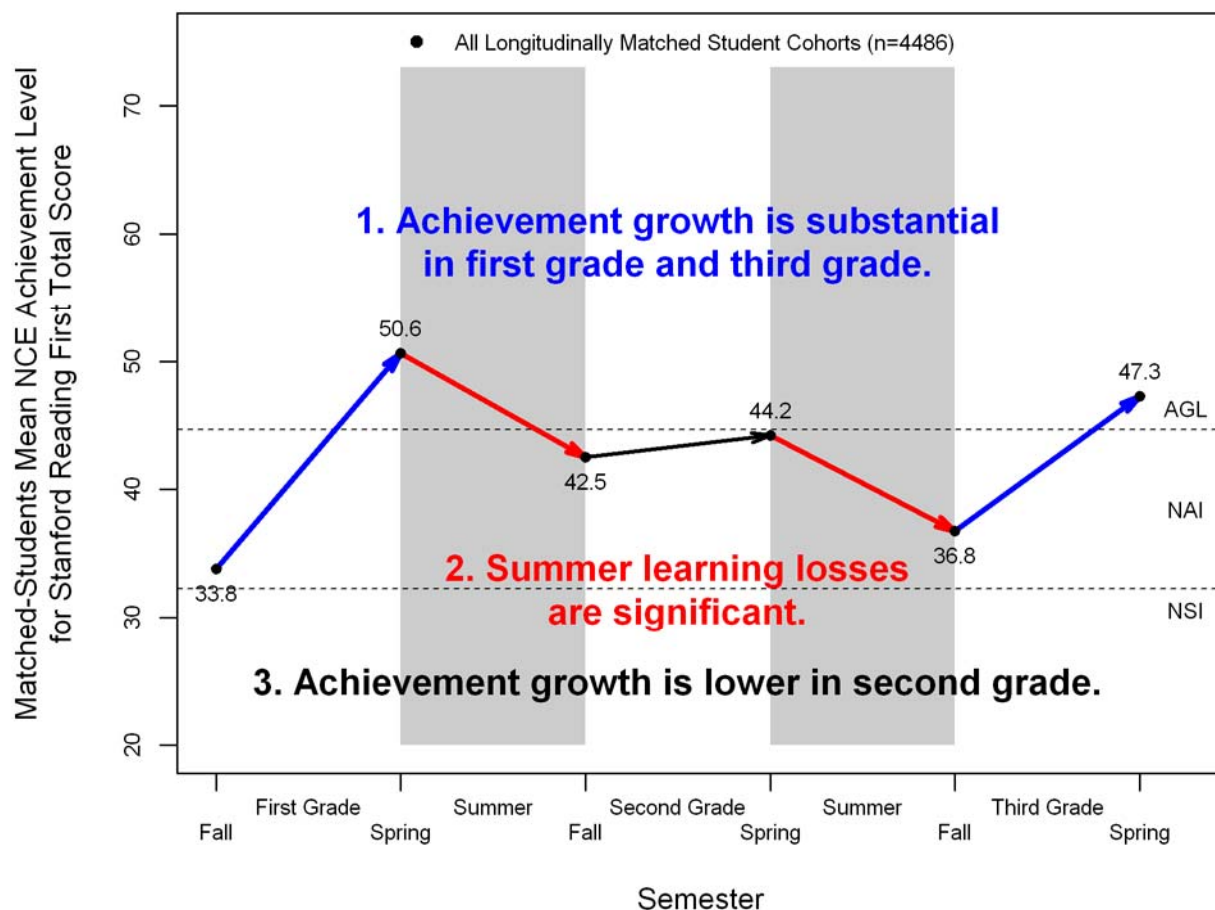 Matched-Students Mean NCE Achievement Level
for Stanford Reading First Total Score
All Longitudinally Matched Student Cohorts (n=4486)
70
60
50
40
30
20
1. Achievement growth is substantial
in first grade and third grade.
50.6
47.3
44.2
AGL
42.5
NAI
36.8
33.8
2. Summer learning losses
are significant.
NSI
3. Achievement growth is lower in second grade.
First Grade Summer Second Grade Summer Third Grade
Fall Spring Fall Spring Fall Spring
Semester